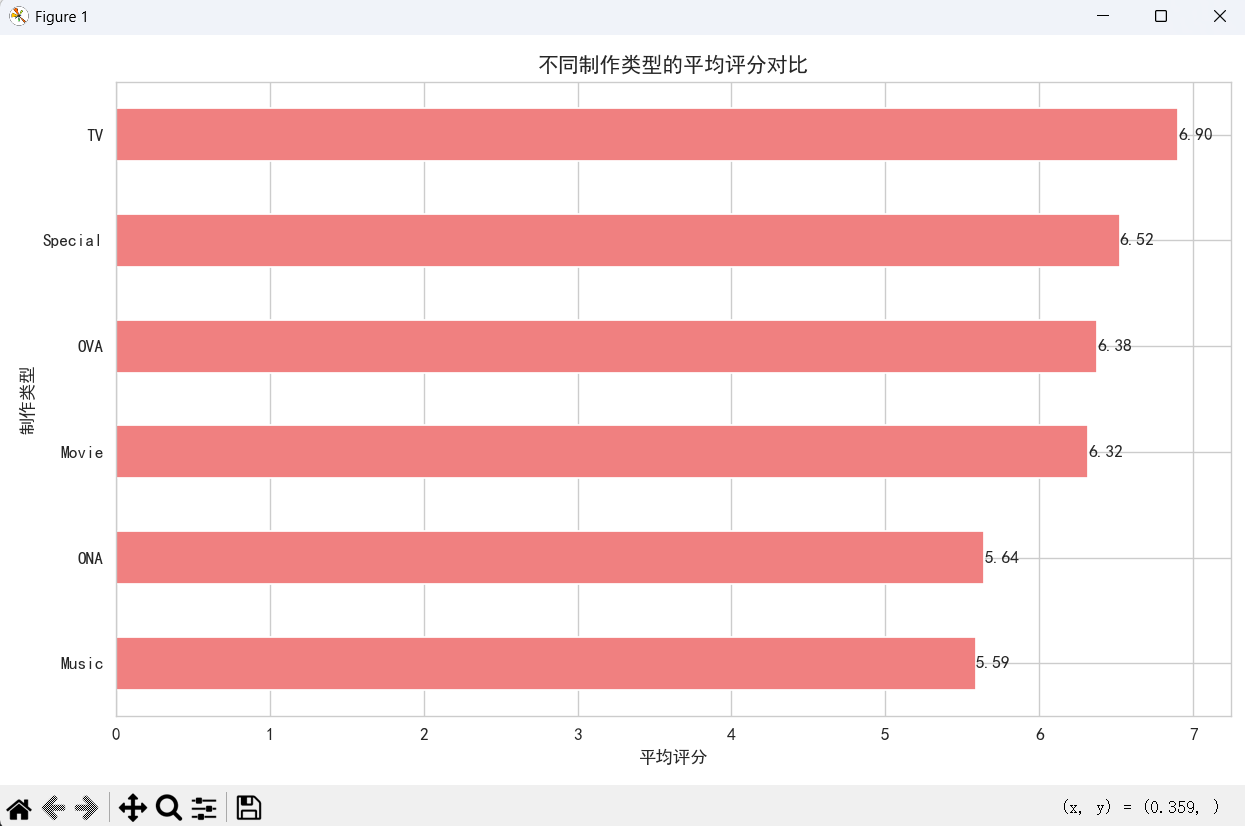 Figure 1
不同制作类型的平均评分对比
TV
6.90
Special
6.52
OVA
6.38
制作类型
Movie
6.32
ONA
5.64
Music
5.59
0 1 2 3 4 5 6 7
平均评分
(x, y) = (0.359, )